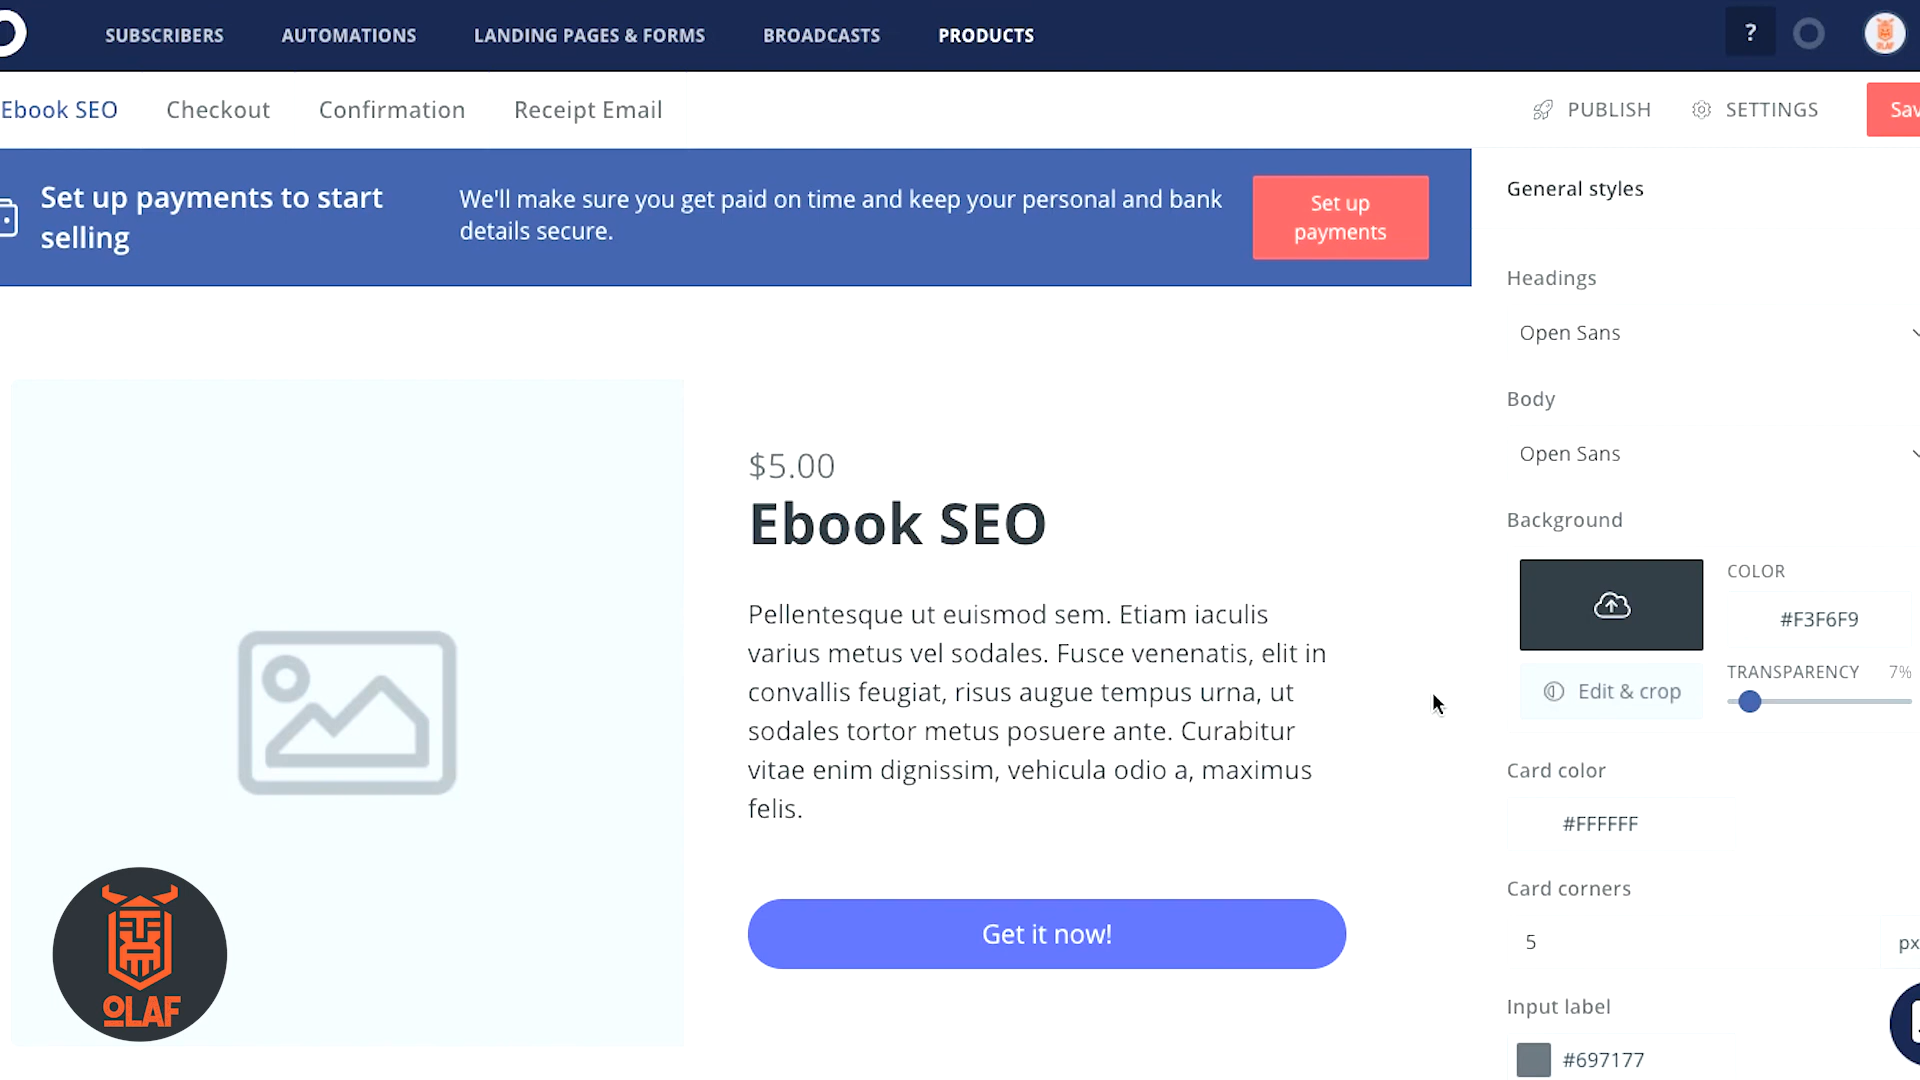 SUBSCRIBERS AUTOMATIONS LANDING PAGES & FORMS BROADCASTS PRODUCTS ? OLAF
Ebook SEO Checkout Confirmation Receipt Email PUBLISH SETTINGS Sav
Set up payments to start
selling
We'll make sure you get paid on time and keep your personal and bank
details secure.
Set up
payments
$5.00
Ebook SEO
Pellentesque ut euismod sem. Etiam iaculis
varius metus vel sodales. Fusce venenatis, elit in
convallis feugiat, risus augue tempus urna, ut
sodales tortor metus posuere ante. Curabitur
vitae enim dignissim, vehicula odio a, maximus
felis.
Get it now!
OLAF
General styles
Headings
Open Sans
Body
Open Sans
Background
COLOR
#F3F6F9
Edit & crop
TRANSPARENCY 7%
Card color
#FFFFFF
Card corners
5 px
Input label
#697177